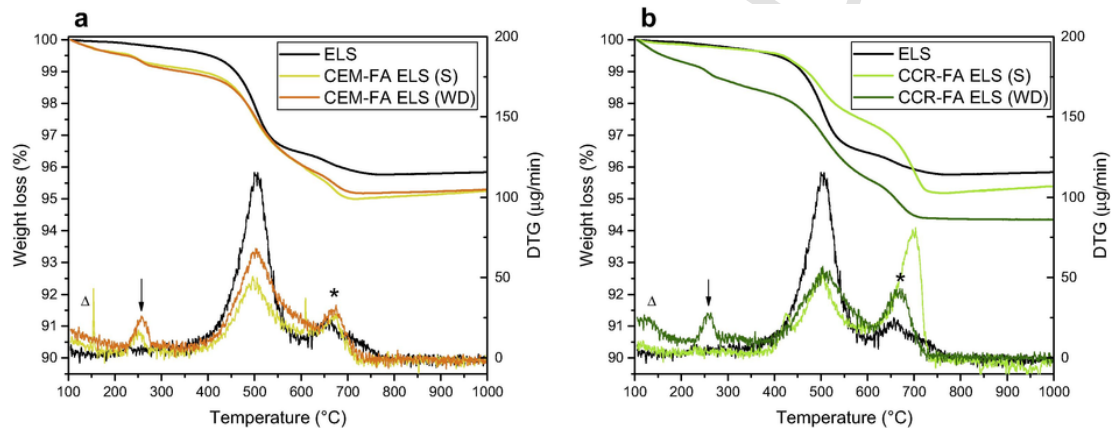 a
100
99
98
97
96
95
94
93
92
91
90
Weight loss (%)
ELS
CEM-FA ELS (S)
CEM-FA ELS (WD)
Δ
*
200
150
100
50
0
DTG (µg/min)
100 200 300 400 500 600 700 800 900 1000
Temperature (°C)
b
100
99
98
97
96
95
94
93
92
91
90
Weight loss (%)
ELS
CCR-FA ELS (S)
CCR-FA ELS (WD)
Δ
*
200
150
100
50
0
DTG (µg/min)
100 200 300 400 500 600 700 800 900 1000
Temperature (°C)